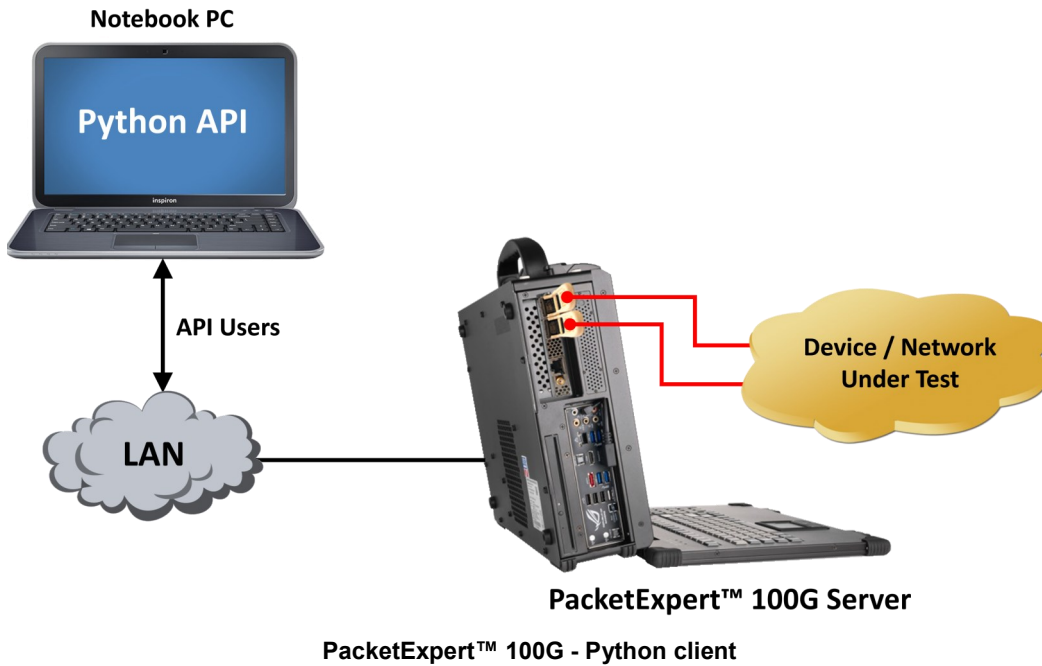 Notebook PC
Python API
inspiron
API Users
LAN
Device / Network
Under Test
PacketExpert™ 100G Server
PacketExpert™ 100G - Python client